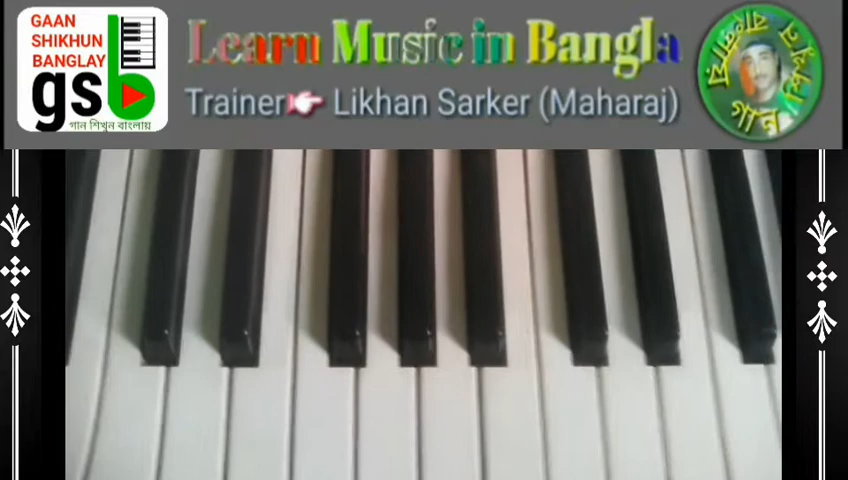 GAAN
SHIKHUN
BANGLAY
gsb
গান শিখুন বাংলায়
Learn Music in Bangla
Trainer Likhan Sarker (Maharaj)